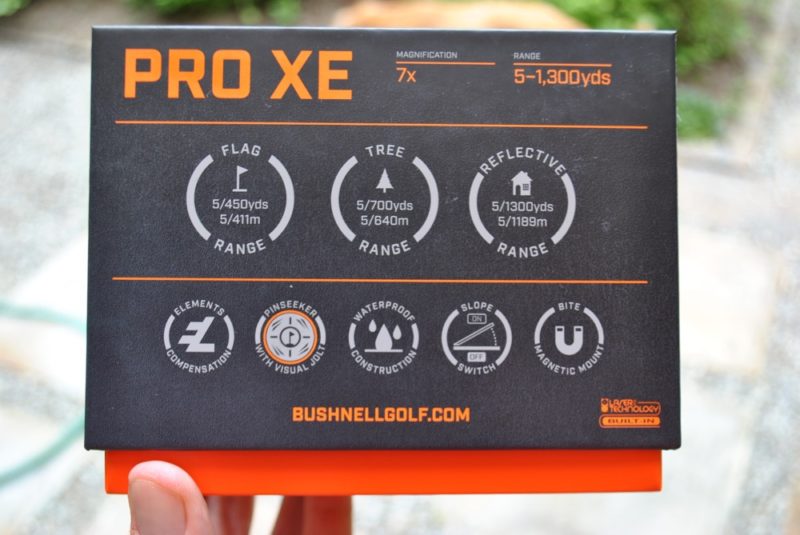 PRO XE
MAGNIFICATION
7x
RANGE
5-1,300yds
FLAG
5/450yds
5/411m
RANGE
TREE
5/700yds
5/640m
RANGE
REFLECTIVE
5/1300yds
5/1189m
RANGE
ELEMENTS
COMPENSATION
PINSEEKER
WITH VISUAL JOLT
WATERPROOF
CONSTRUCTION
SLOPE
ON
OFF
SWITCH
BITE
MAGNETIC MOUNT
BUSHNELLGOLF.COM
LASER
TECHNOLOGY
BUILT-IN